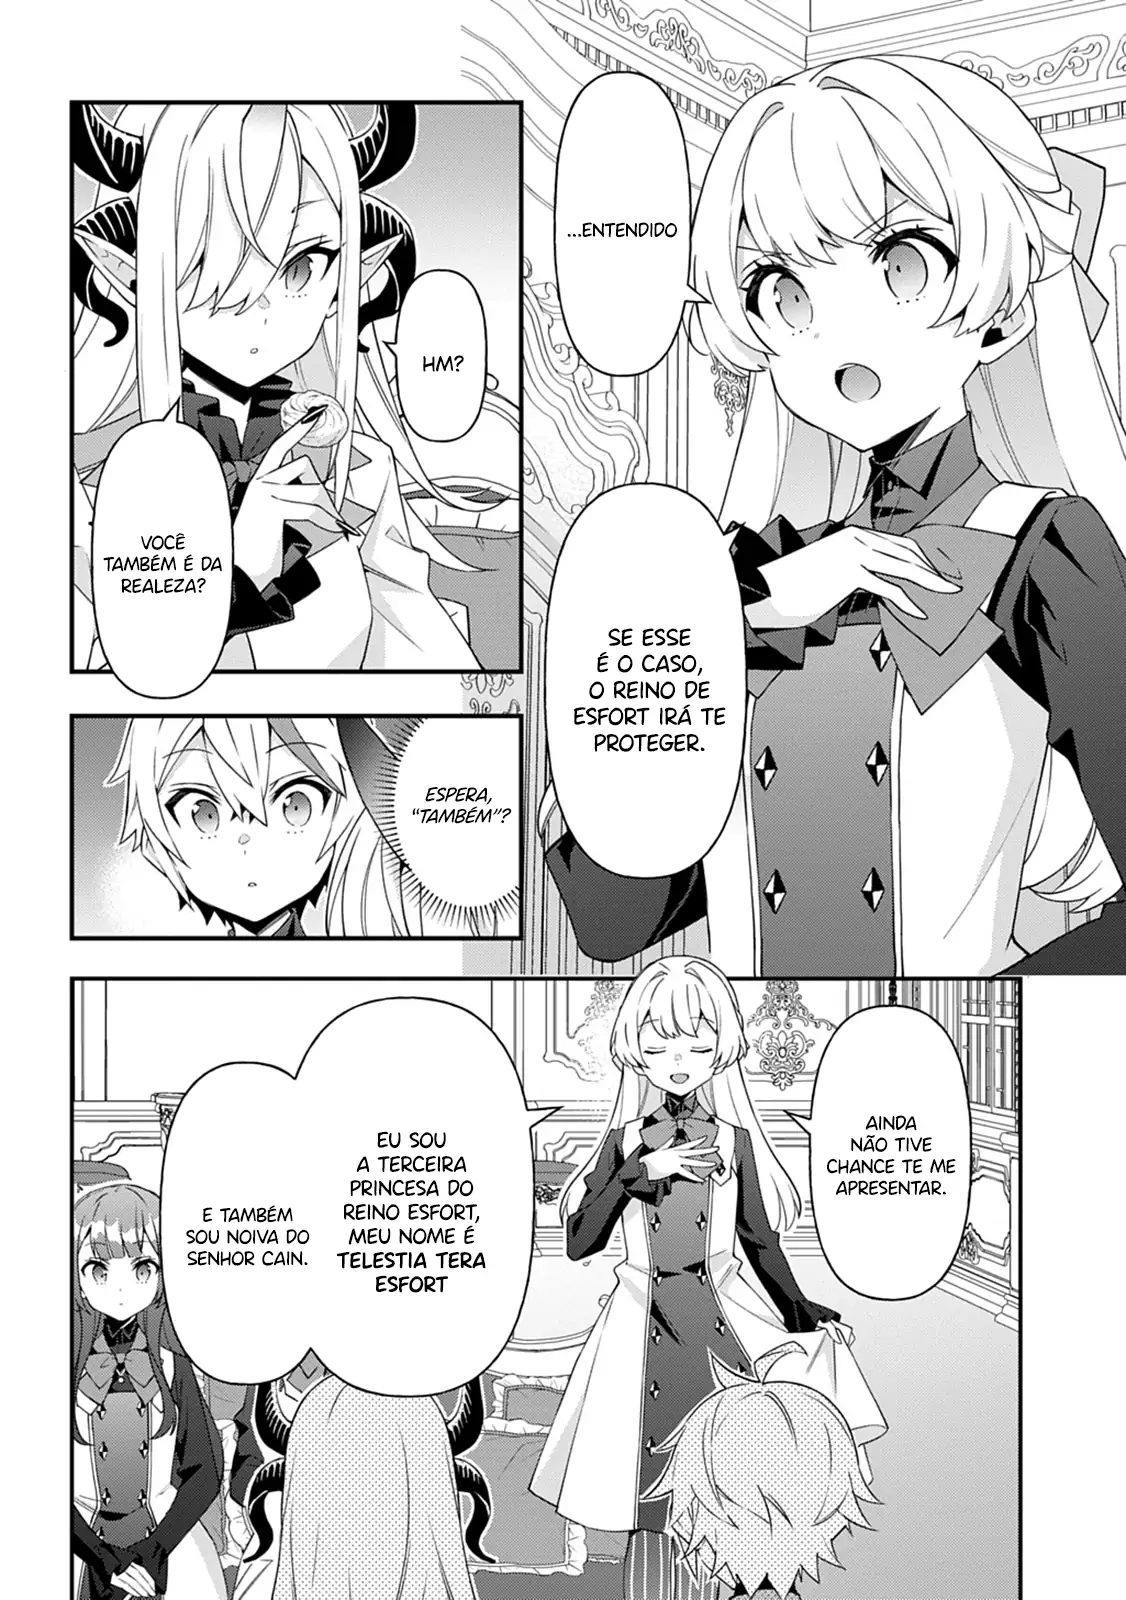 ...ENTENDIDO
SE ESSE
É O CASO,
O REINO DE
ESFORT IRÁ TE
PROTEGER.
HM?
VOCÊ
TAMBÉM É DA
REALEZA?
ESPERA,
"TAMBÉM"?
AINDA
NÃO TIVE
CHANCE TE ME
APRESENTAR.
EU SOU
A TERCEIRA
PRINCESA DO
REINO ESFORT,
MEU NOME É
TELESTIA TERA
ESFORT
E TAMBÉM
SOU NOIVA DO
SENHOR CAIN.